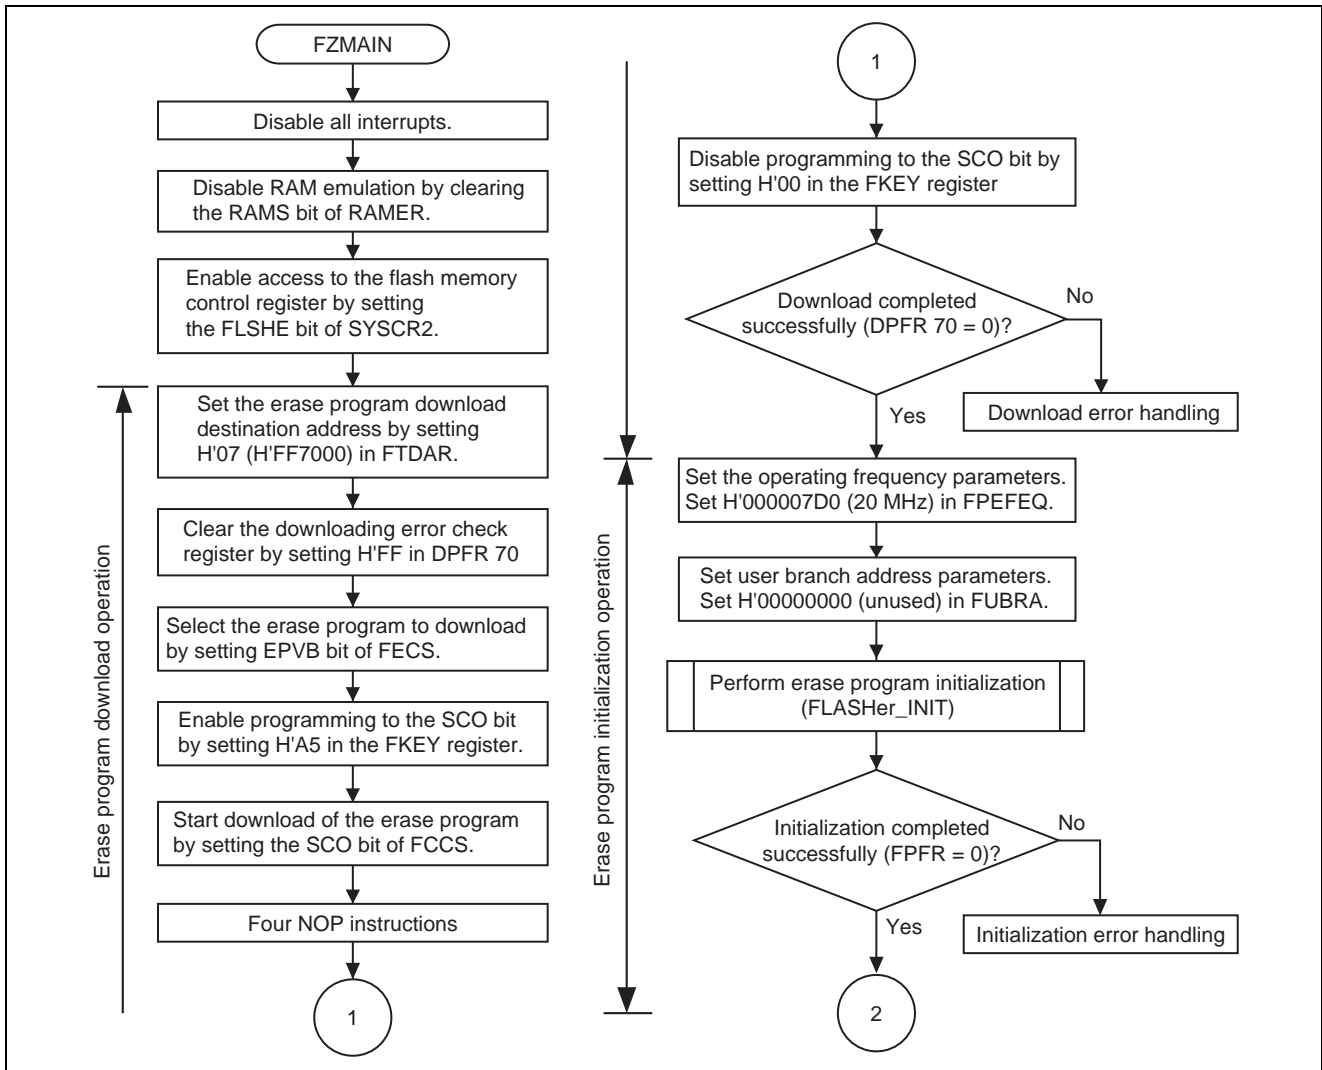 FZMAIN
Disable all interrupts.
Disable RAM emulation by clearing
the RAMS bit of RAMER.
Enable access to the flash memory
control register by setting
the FLSHE bit of SYSCR2.
Set the erase program download
destination address by setting
H'07 (H'FF7000) in FTDAR.
Clear the downloading error check
register by setting H'FF in DPFR 70
Select the erase program to download
by setting EPVB bit of FECS.
Enable programming to the SCO bit
by setting H'A5 in the FKEY register.
Start download of the erase program
by setting the SCO bit of FCCS.
Four NOP instructions
1
Erase program download operation
1
Disable programming to the SCO bit by
setting H'00 in the FKEY register
Download completed
successfully (DPFR 70 = 0)?
No
Download error handling
Yes
Set the operating frequency parameters.
Set H'000007D0 (20 MHz) in FPEFEQ.
Set user branch address parameters.
Set H'00000000 (unused) in FUBRA.
Perform erase program initialization
(FLASHer_INIT)
Initialization completed
successfully (FPFR = 0)?
No
Initialization error handling
Yes
2
Erase program initialization operation